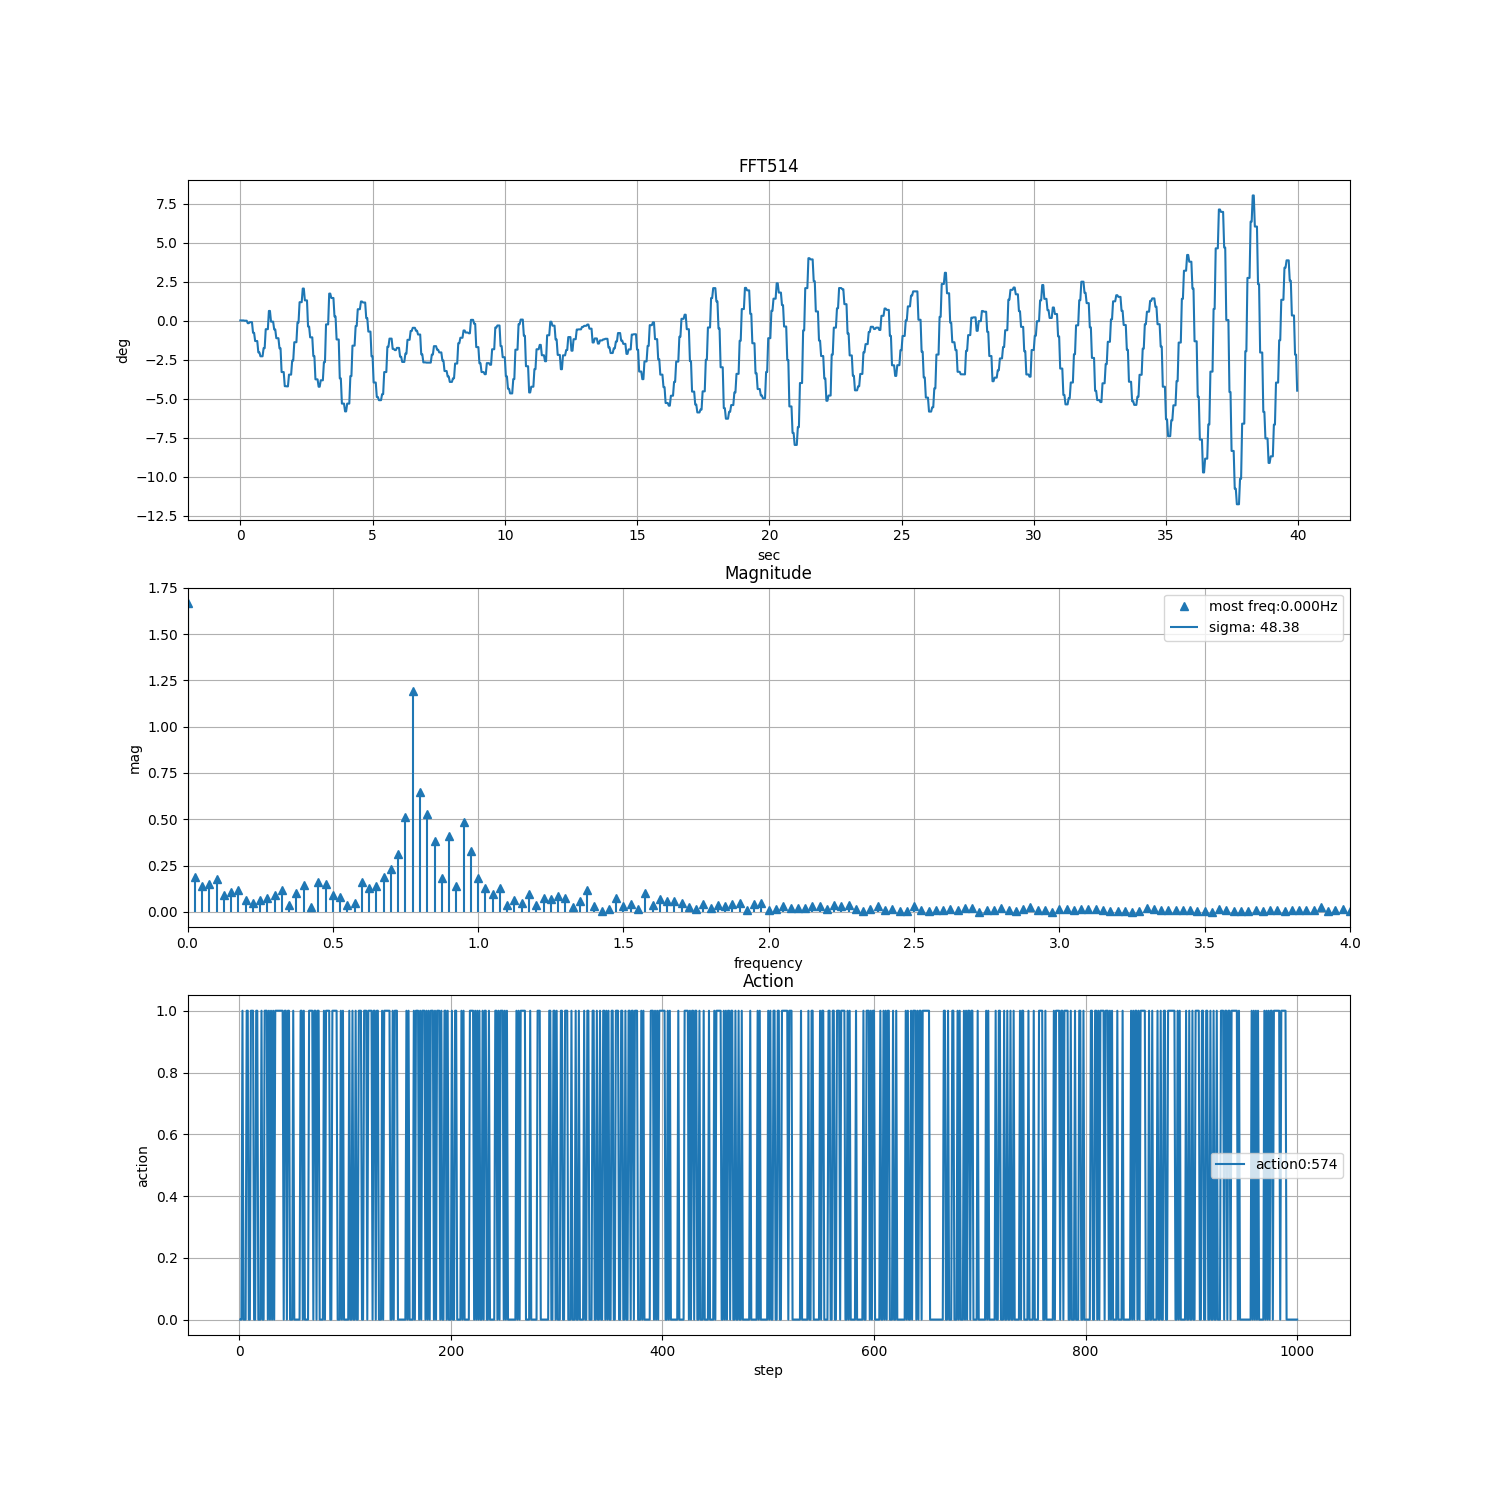 FFT514
7.5
5.0
2.5
0.0
−2.5
−5.0
−7.5
−10.0
−12.5
deg
0 5 10 15 20 25 30 35 40
sec
Magnitude
1.75
1.50
1.25
1.00
0.75
0.50
0.25
0.00
mag
most freq:0.000Hz
sigma: 48.38
0.0 0.5 1.0 1.5 2.0 2.5 3.0 3.5 4.0
frequency
Action
1.0
0.8
0.6
0.4
0.2
0.0
action
action0:574
0 200 400 600 800 1000
step